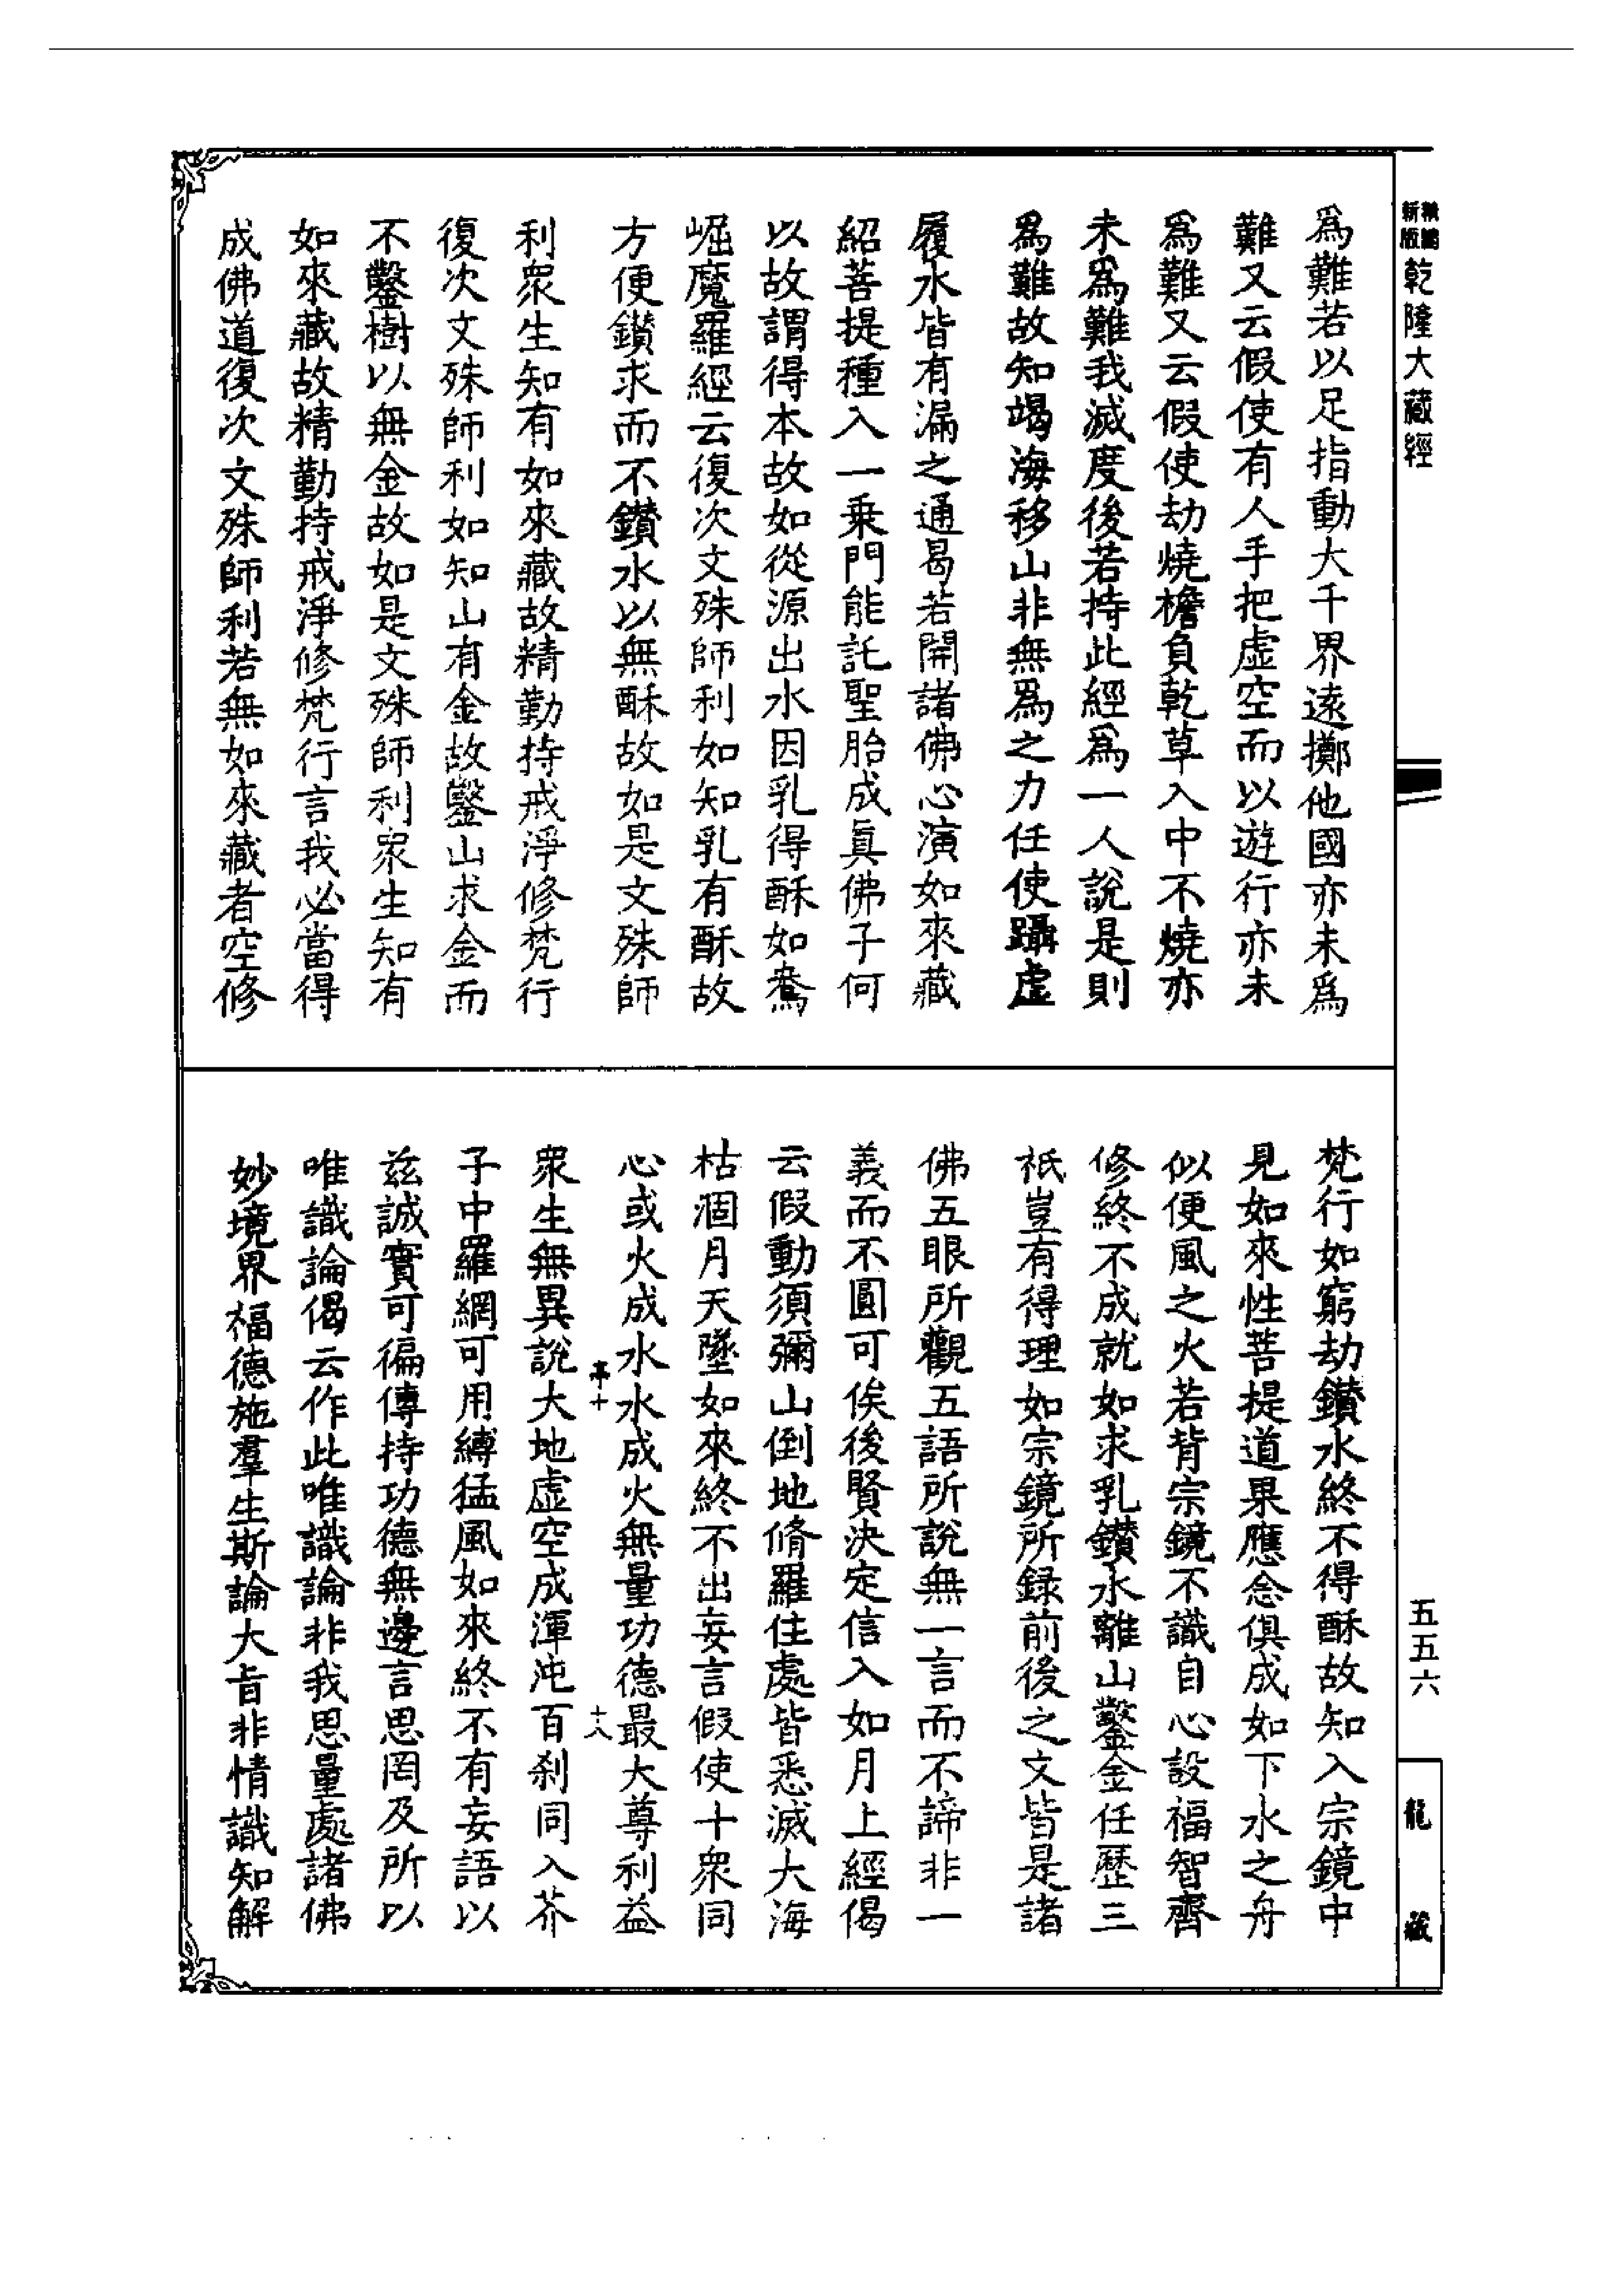 新版
乾隆大藏經
爲難若以足指動大千界遠擲他國亦未爲
難又云假使有人手把虛空而以遊行亦未
爲難又云假使劫燒檐負乾草入中不燒亦
未爲難我滅度後若持此經爲一人說是則
爲難故知竭海移山非無爲之力任使躡虛
履水皆有漏之通曷若開諸佛心演如來藏
紹菩提種入一乗門能託聖胎成眞佛子何
以故謂得本故如從源出水因乳得酥如鴦
崛魔羅經云復次文殊師利如知乳有酥故
方便鑚求而不鑚水以無酥故如是文殊師
利衆生知有如來藏故精勤持戒淨修梵行
復次文殊師利如知山有金故鑿山求金而
不鑿樹以無金故如是文殊師利衆生知有
如來藏故精勤持戒淨修梵行言我必當得
成佛道復次文殊師利若無如來藏者空修
梵行如窮劫鑚水終不得酥故知入宗鏡中
見如來性菩提道果應念俱成如下水之舟
似便風之火若背宗鏡不識自心設福智齊
修終不成就如求乳鑚水離山鑿金任歷三
祇豈有得理如宗鏡所録前後之文皆是諸
佛五眼所觀五語所說無一言而不諦非一
義而不圓可俟後賢決定信入如月上經偈
云假動須彌山倒地脩羅住處皆悉滅大海
枯涸月天墜如來終不出妄言假使十衆同
心或火成水水成火無量功德最大尊利益
亭十
十八
衆生無異說大地虛空成渾沌百刹同入芥
子中羅網可用縛猛風如來終不有妄語以
茲誠實可徧傳持功德無邊言思罔及所以
唯識論偈云作此唯識論非我思量處諸佛
妙境界福德施羣生斯論大旨非情識知解
五五六
龍藏